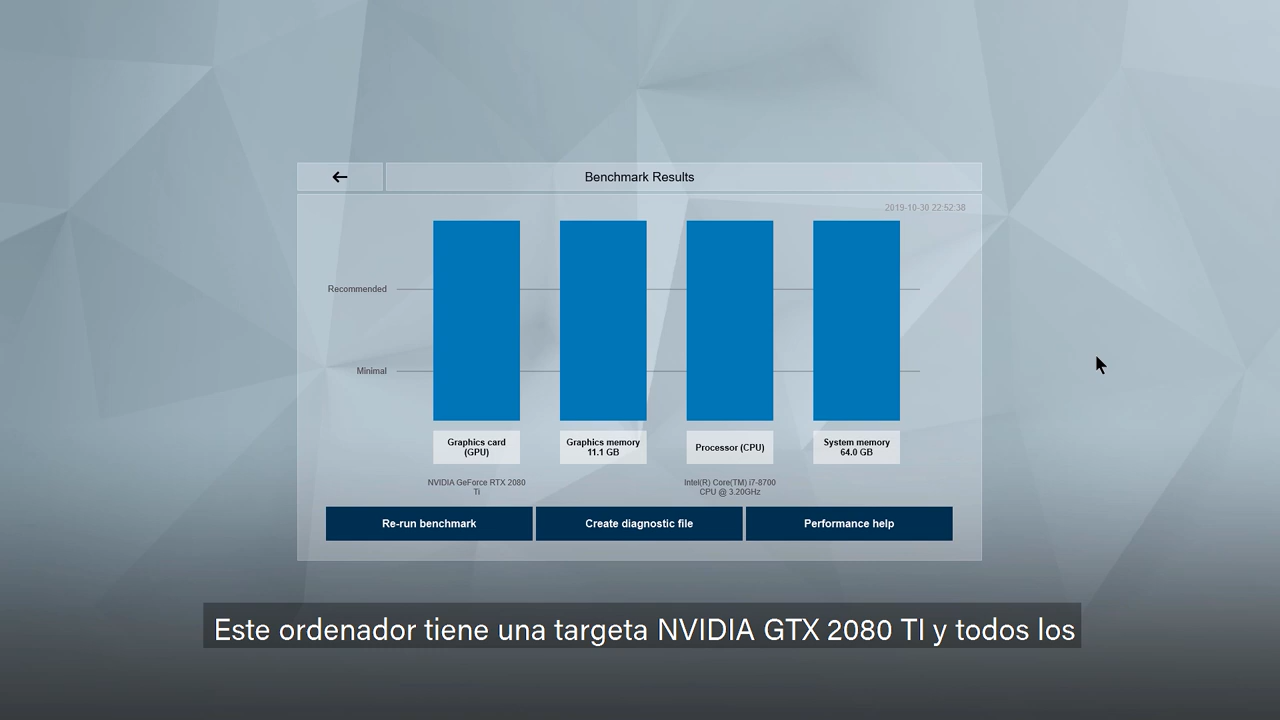 Benchmark Results
2019-10-30 22:52:38
Recommended
Minimal
Graphics card
(GPU)
Graphics memory
11.1 GB
Processor (CPU)
System memory
64.0 GB
NVIDIA GeForce RTX 2080
Ti
Intel(R) Core(TM) i7-8700
CPU @ 3.20GHz
Re-run benchmark
Create diagnostic file
Performance help
Este ordenador tiene una targeta NVIDIA GTX 2080 TI y todos los